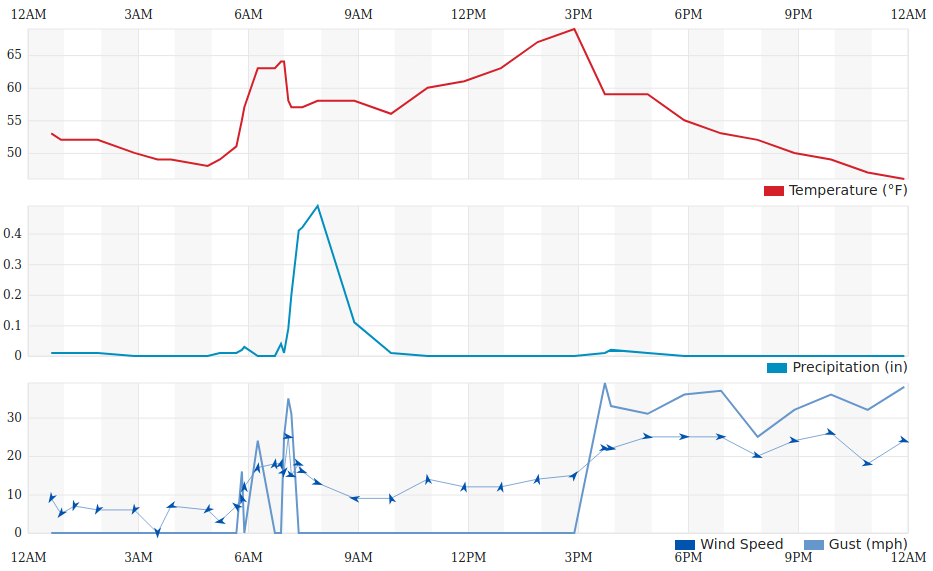 12AM 3AM 6AM 9AM 12PM 3PM 6PM 9PM 12AM
65
60
55
50
Temperature (°F)
0.4
0.3
0.2
0.1
0
Precipitation (in)
30
20
10
0
Wind Speed Gust (mph)
12AM 3AM 6AM 9AM 12PM 3PM 6PM 9PM 12AM